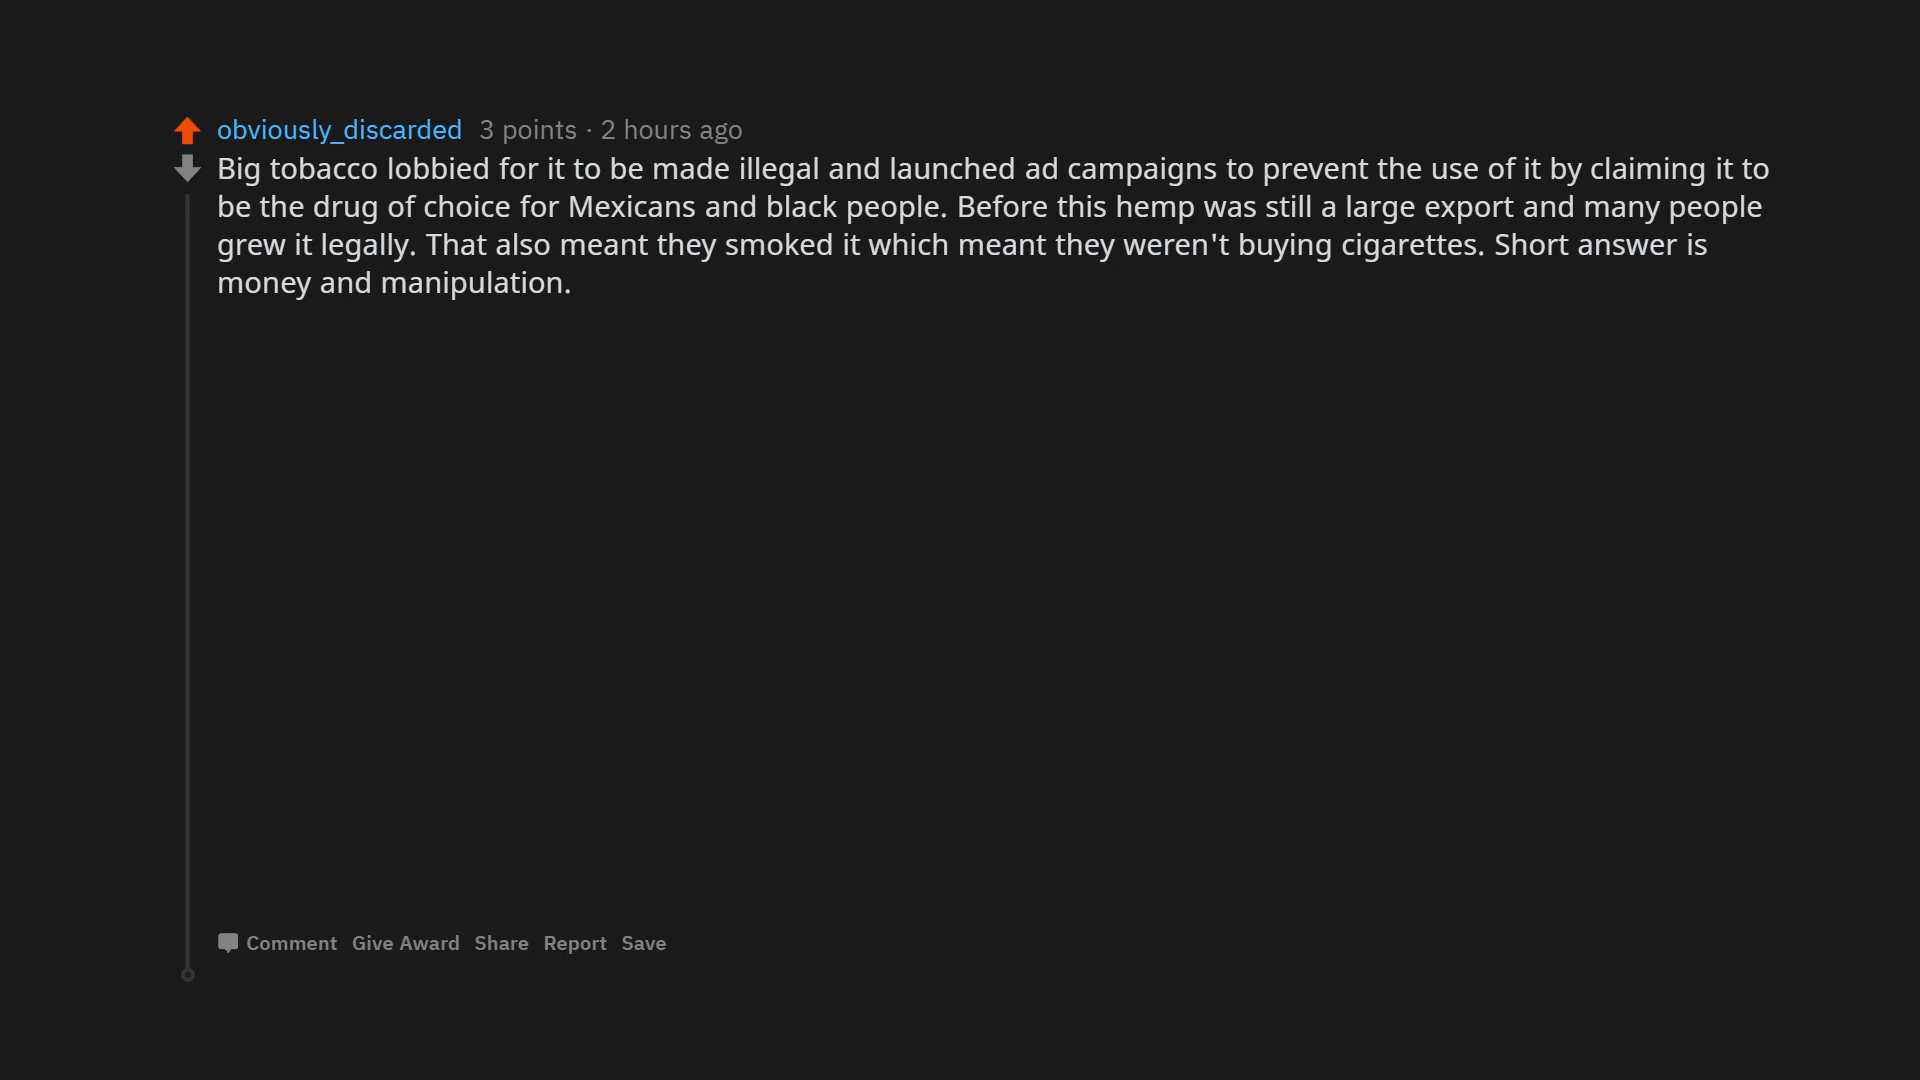 obviously_discarded 3 points · 2 hours ago
Big tobacco lobbied for it to be made illegal and launched ad campaigns to prevent the use of it by claiming it to
be the drug of choice for Mexicans and black people. Before this hemp was still a large export and many people
grew it legally. That also meant they smoked it which meant they weren't buying cigarettes. Short answer is
money and manipulation.
Comment Give Award Share Report Save